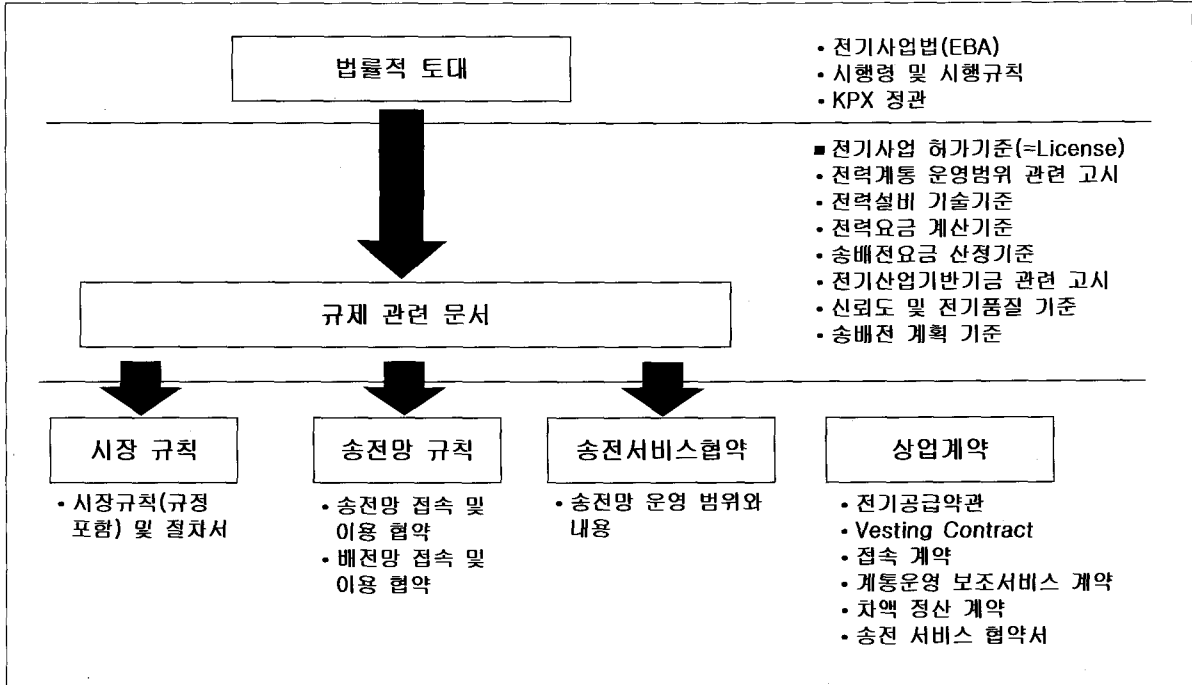 법률적 토대
• 전기사업법(EBA)
• 시행령 및 시행규칙
• KPX 정관
■ 전기사업 허가기준(=License)
• 전력계통 운영범위 관련 고시
• 전력설비 기술기준
• 전력요금 계산기준
• 송배전요금 산정기준
• 전기산업기반기금 관련 고시
• 신뢰도 및 전기품질 기준
• 송배전 계획 기준
규제 관련 문서
시장 규칙
• 시장규칙(규정
포함) 및 절차서
송전망 규칙
• 송전망 접속 및
이용 협약
• 배전망 접속 및
이용 협약
송전서비스협약
• 송전망 운영 범위와
내용
상업계약
• 전기공급약관
• Vesting Contract
• 접속 계약
• 계통운영 보조서비스 계약
• 차액 정산 계약
• 송전 서비스 협약서